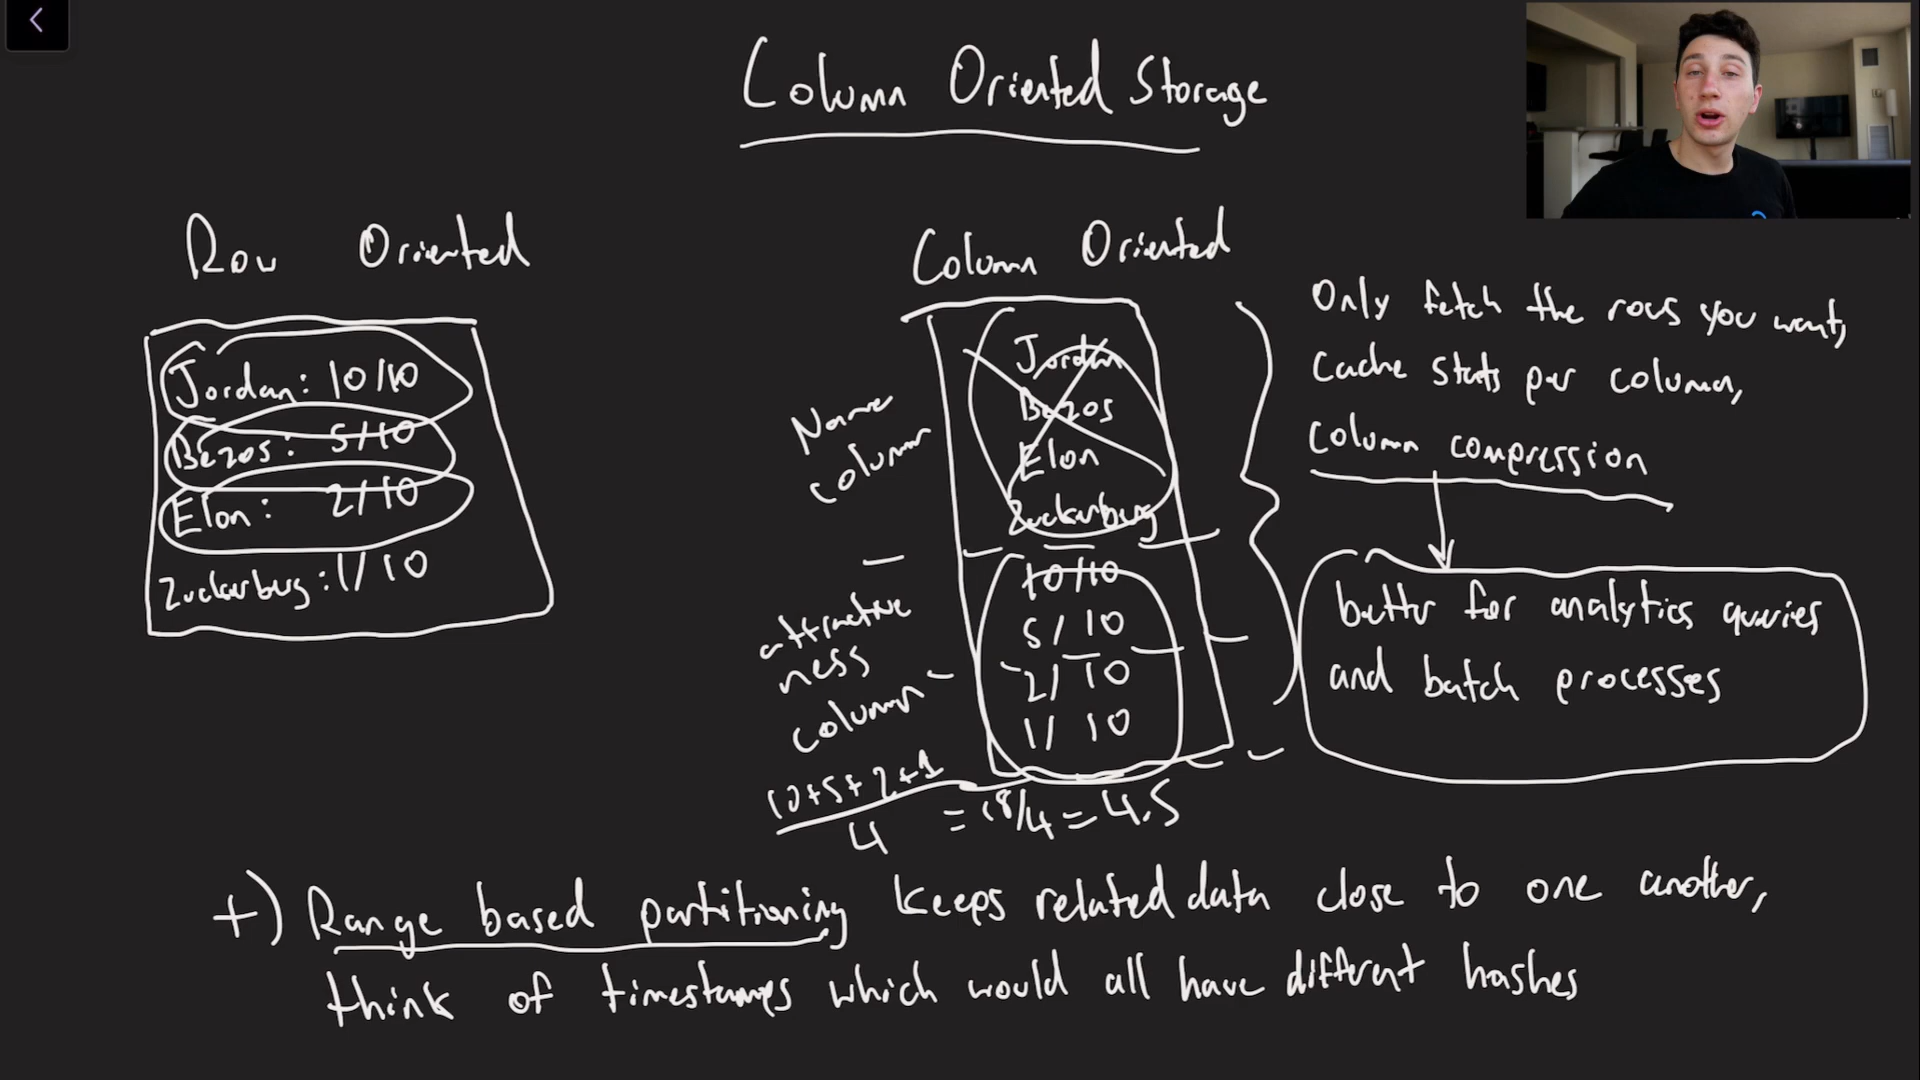 Column Oriented Storage
Row Oriented
Jordan: 10/10
Bezos: 5/10
Elon: 2/10
Zuckerburg: 1/10
Column Oriented
Name
column
Jordan
Bezos
Elon
Zuckerburg
attractive
ness
column
10/10
5/10
2/10
1/10
10+5+2+1
4
= 18/4 = 4.5
Only fetch the rows you want,
Cache stats per column,
column compression
better for analytics queries
and batch processes
+) Range based partitioning keeps related data close to one another,
think of timestamps which would all have different hashes